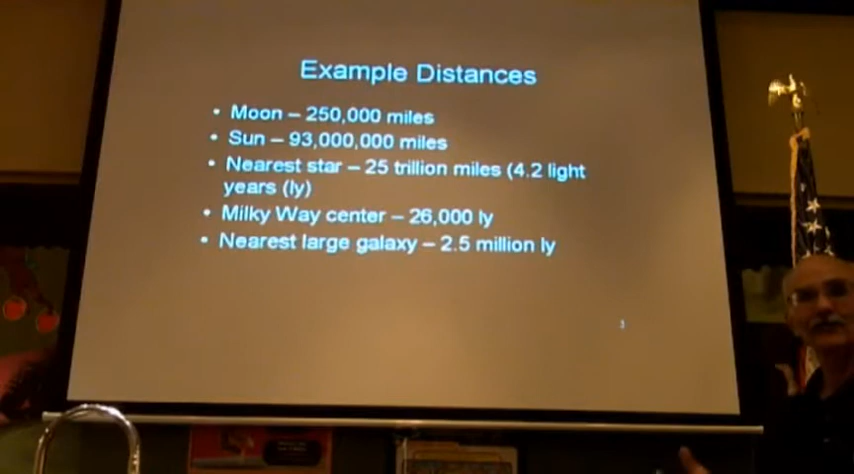 Example Distances
• Moon – 250,000 miles
• Sun – 93,000,000 miles
• Nearest star – 25 trillion miles (4.2 light
years (ly)
• Milky Way center – 26,000 ly
• Nearest large galaxy – 2.5 million ly